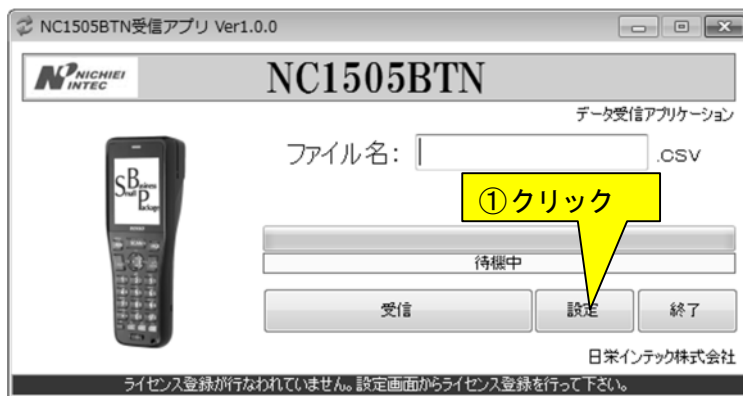 NC1505BTN受信アプリ Ver1.0.0
NICHIEI INTEC
NC1505BTN
データ受信アプリケーション
ファイル名: .csv
Small Business Package
①クリック
待機中
受信 設定 終了
日栄インテック株式会社
ライセンス登録が行なわれていません。設定画面からライセンス登録を行って下さい。